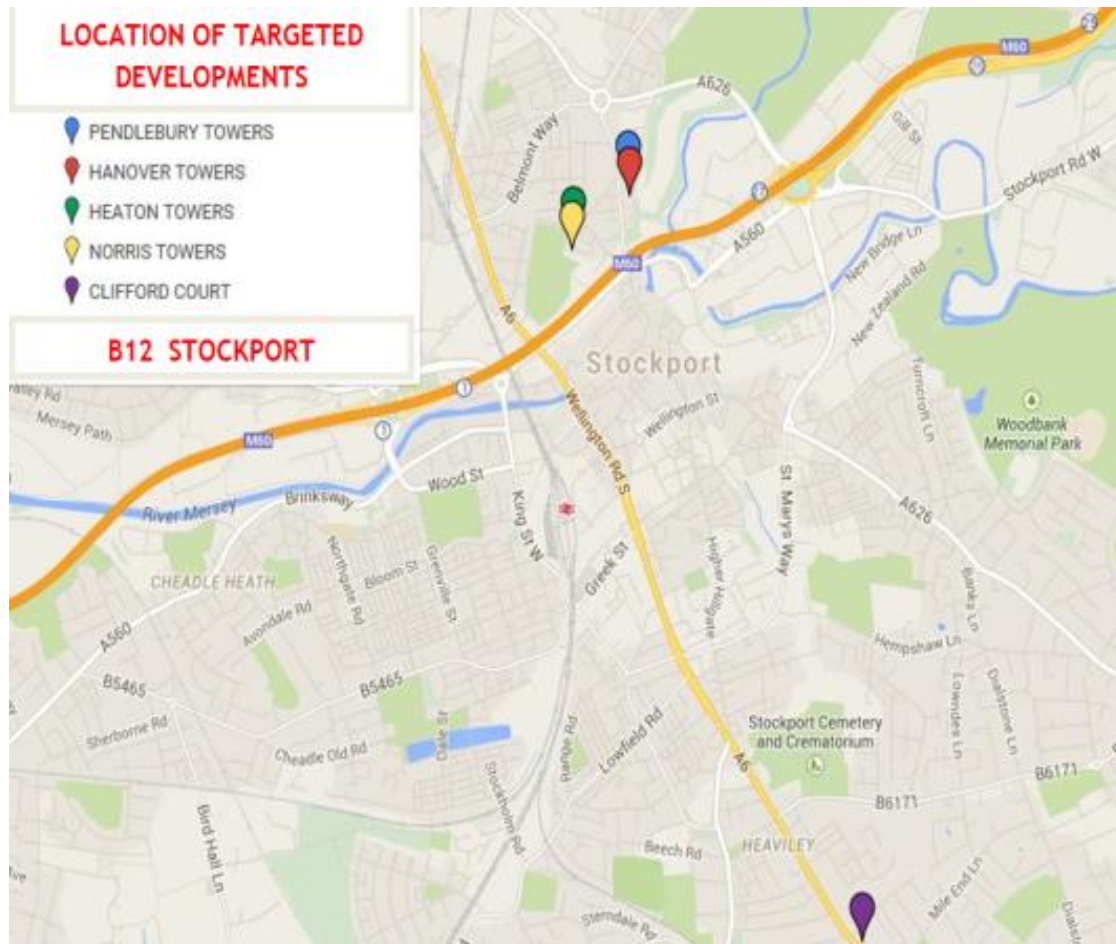 LOCATION OF TARGETED
DEVELOPMENTS
PENDLEBURY TOWERS
HANOVER TOWERS
HEATON TOWERS
NORRIS TOWERS
CLIFFORD COURT
B12 STOCKPORT
A626
Belmont Way
Gill St
Stockport Rd W
A560
New Bridge Ln
New Zealand Rd
M60
A6
Stockport
Turncroft Ln
Woodbank
Memorial Park
Wellington St
Wellington Rd S
1
Mersey Path
M60
Wood St
Brinksway
River Mersey
King St W
St Marys Way
A626
CHEADLE HEATH
Northgate Rd
Bloom St
Grenville St
Greek St
Higher Hillgate
Banks Ln
Avondale Rd
A560
Hempshaw Ln
B5465
B5465
Lowndes Ln
Dialstone Ln
Sherborne Rd
Cheadle Old Rd
Dale St
Stockholm Rd
Range Rd
Lowfield Rd
Stockport Cemetery
and Crematorium
A6
B6171
B6171
Bird Hall Ln
Beech Rd
HEAVILEY
Mile End Ln
Ave
Sterndale Rd